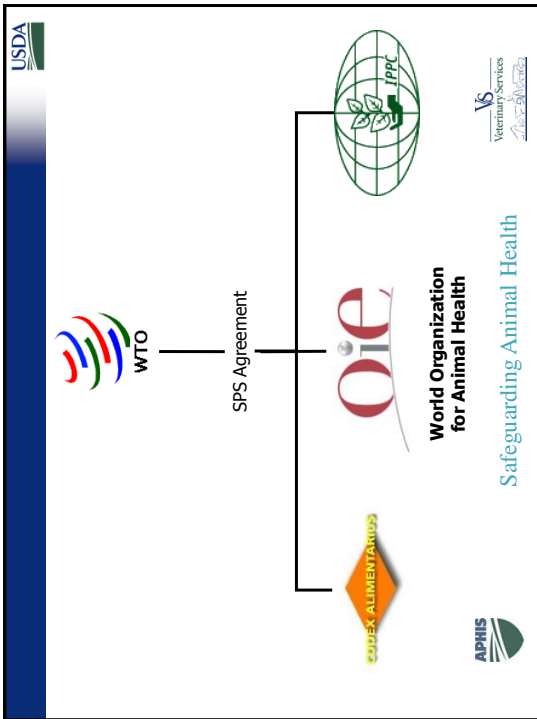 USDA
WTO
SPS Agreement
CODEX ALIMENTARIUS
oie
World Organization
for Animal Health
IPPC
APHIS
Safeguarding Animal Health
VS
Veterinary Services